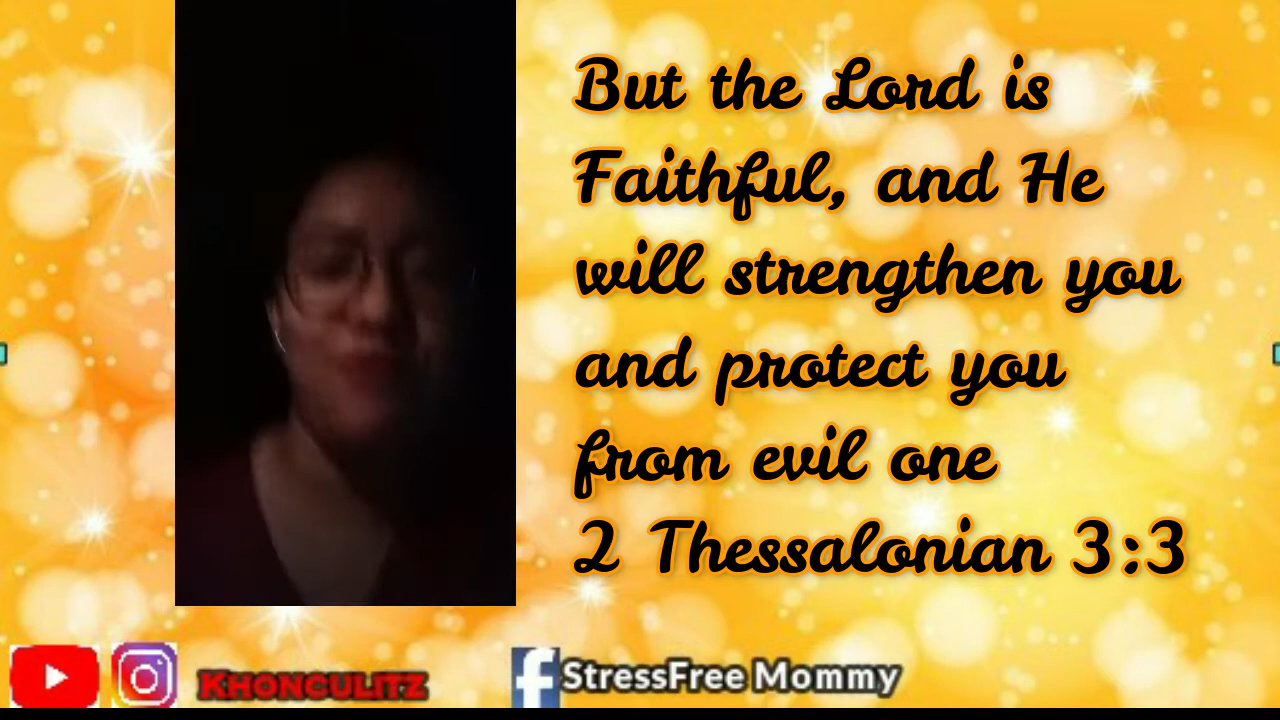 But the Lord is
Faithful, and He
will strengthen you
and protect you
from evil one
2 Thessalonian 3:3
KHONCULITZ
StressFree Mommy